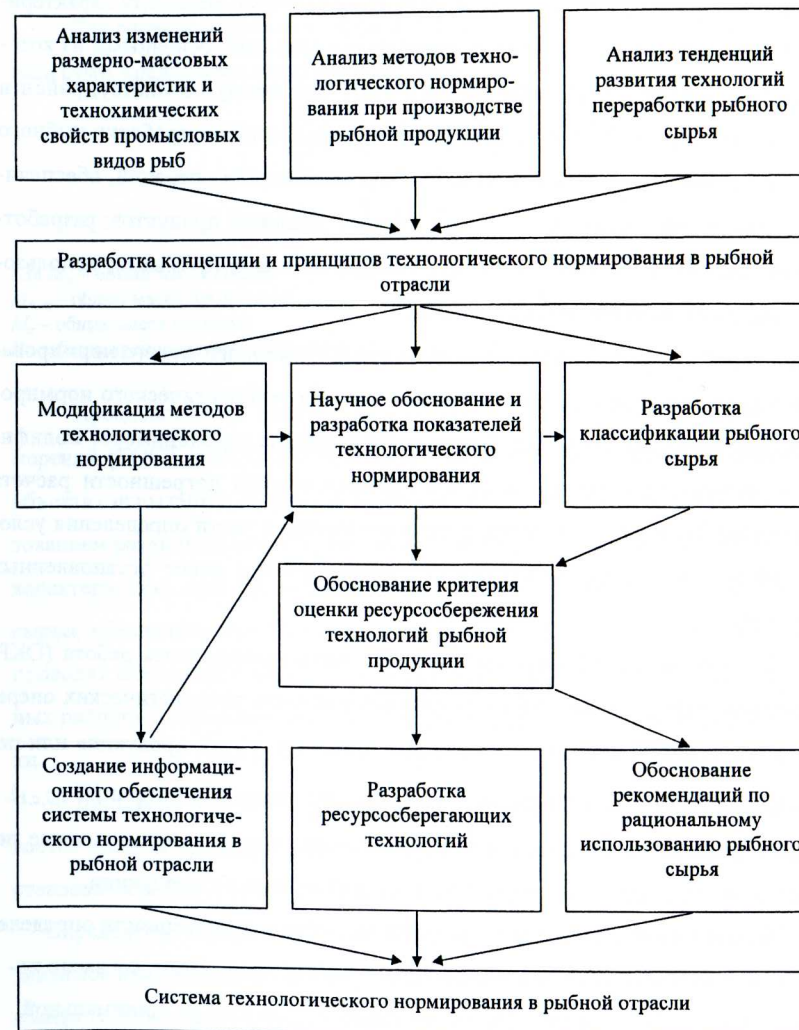 Анализ изменений
размерно-массовых
характеристик и
технохимических
свойств промысловых
видов рыб
Анализ методов техно-
логического нормиро-
вания при производстве
рыбной продукции
Анализ тенденций
развития технологий
переработки рыбного
сырья
Разработка концепции и принципов технологического нормирования в рыбной
отрасли
Модификация методов
технологического
нормирования
Научное обоснование и
разработка показателей
технологического
нормирования
Разработка
классификации рыбного
сырья
Обоснование критерия
оценки ресурсосбережения
технологий рыбной
продукции
Создание информаци-
онного обеспечения
системы технологиче-
ского нормирования в
рыбной отрасли
Разработка
ресурсосберегающих
технологий
Обоснование
рекомендаций по
рациональному
использованию рыбного
сырья
Система технологического нормирования в рыбной отрасли